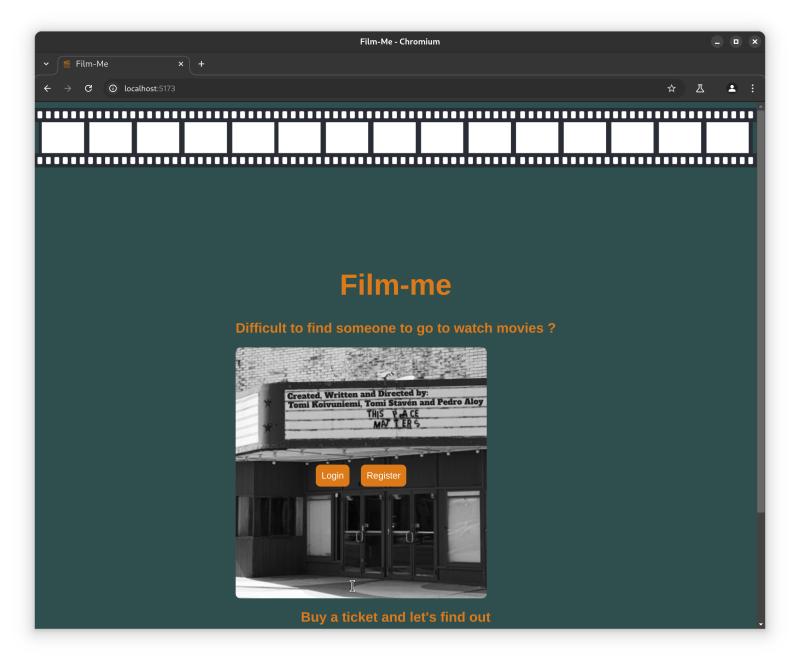 Film-Me - Chromium
Film-Me
localhost:5173
Film-me
Difficult to find someone to go to watch movies ?
Created, Written and Directed by:
Tomi Koivuniemi, Tomi Stavén and Pedro Aloy
THIS P ACE
MATTERS
Login Register
Buy a ticket and let's find out